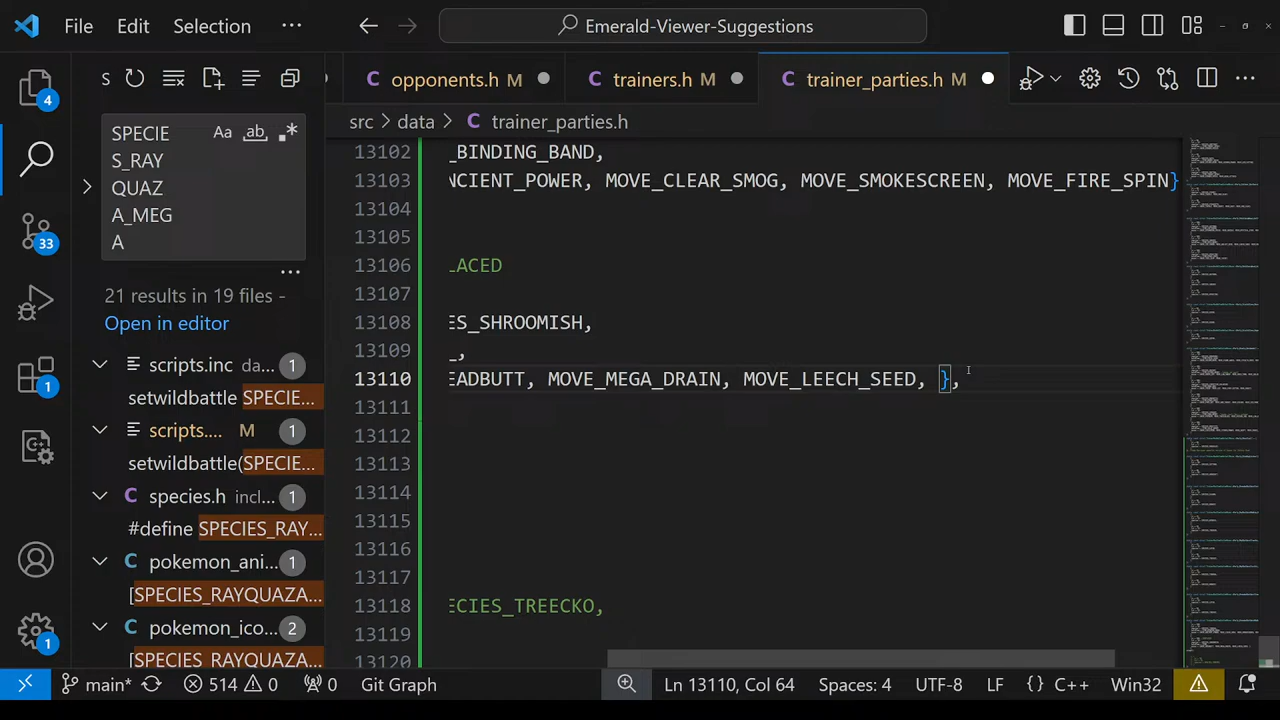 File Edit Selection ··· Emerald-Viewer-Suggestions
S opponents.h M trainers.h M trainer_parties.h M
4
src > data > trainer_parties.h
SPECIE Aa ab
S_RAY
QUAZ
A_MEG
A
33
1
1
21 results in 19 files -
Open in editor
scripts.inc da... 1
setwildbattle SPECIE...
scripts.... M 1
setwildbattle(SPECIE...
species.h incl... 1
#define SPECIES_RAY...
pokemon_ani... 1
[SPECIES_RAYQUAZA...
pokemon_ico... 2
[SPECIES_RAYQUAZA...
13102 _BINDING_BAND,
13103 NCIENT_POWER, MOVE_CLEAR_SMOG, MOVE_SMOKESCREEN, MOVE_FIRE_SPIN}
13104
13105
13106 LACED
13107
13108 ES_SHROOMISH,
13109 _,
13110 EADBUTT, MOVE_MEGA_DRAIN, MOVE_LEECH_SEED, },
13111
13112
13113
13114
13115
13116
13117
13118 ECIES_TREECKO,
13119
13120
main* 514 0 0 Git Graph Ln 13110, Col 64 Spaces: 4 UTF-8 LF {} C++ Win32